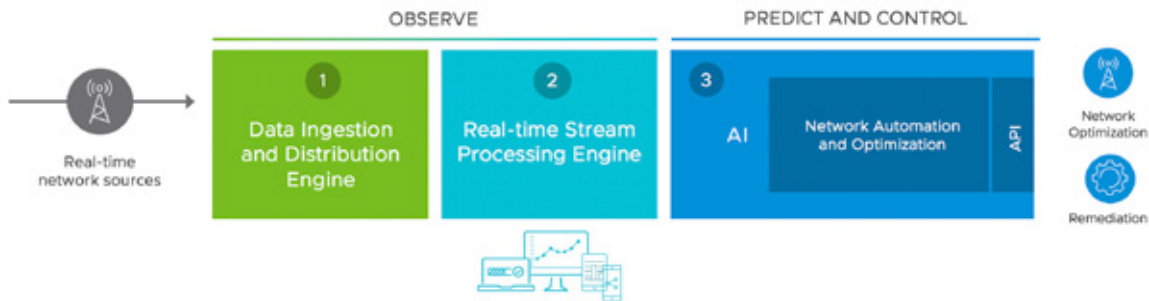 OBSERVE
PREDICT AND CONTROL
Real-time
network sources
1
Data Ingestion
and Distribution
Engine
2
Real-time Stream
Processing Engine
3
AI
Network Automation
and Optimization
API
Network
Optimization
Remediation